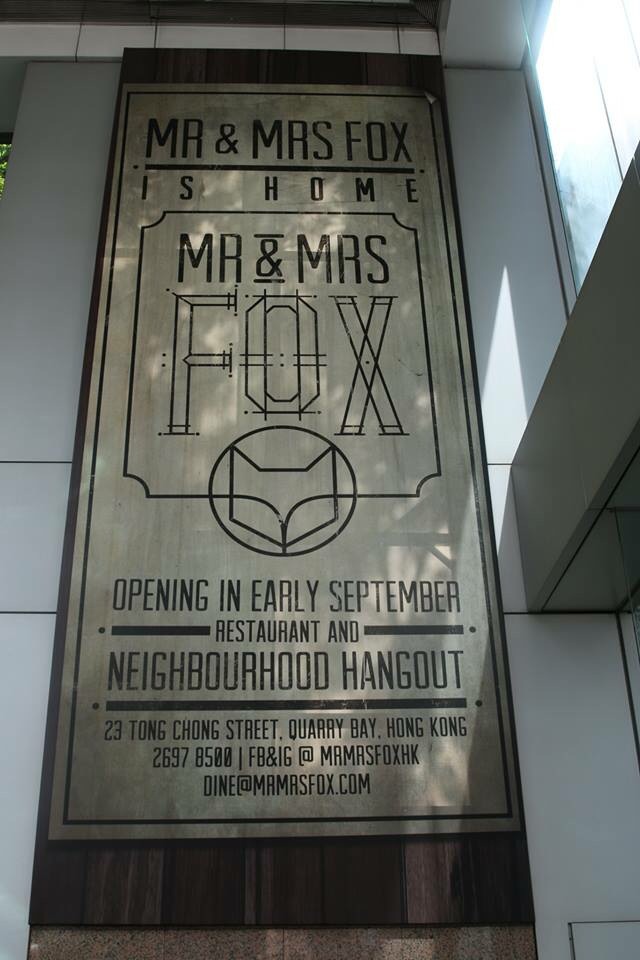 MR & MRS FOX
IS HOME
MR & MRS
FOX
OPENING IN EARLY SEPTEMBER
RESTAURANT AND
NEIGHBOURHOOD HANGOUT
23 TONG CHONG STREET, QUARRY BAY, HONG KONG
2697 8500 | FB&IG @ MRMRSFOXHK
DINE@MRMRSFOX.COM